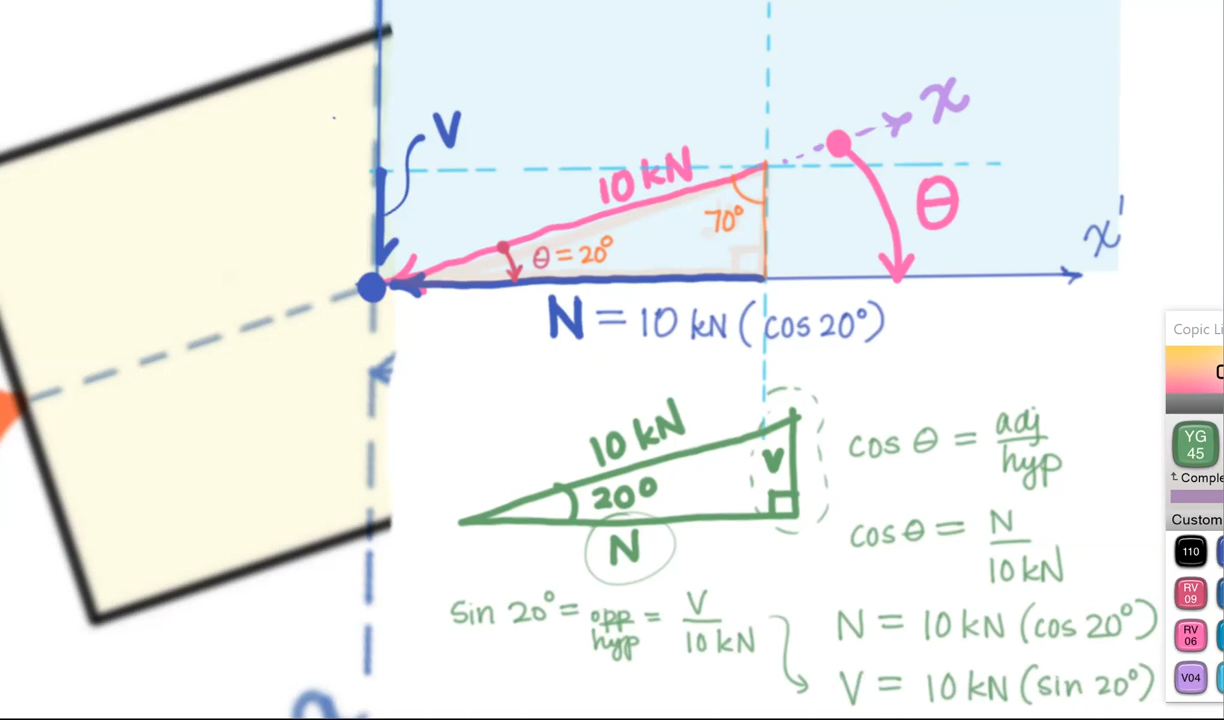 V
x
10 kN
θ
70°
θ = 20°
x'
N = 10 kN (cos 20°)
10 kN
V
20°
N
cos θ = adj/hyp
cos θ = N/10 kN
sin 20° = opp/hyp = V/10 kN
N = 10 kN (cos 20°)
V = 10 kN (sin 20°)
Copic Li
YG
45
Comple
Custom
110
RV
09
RV
06
V04